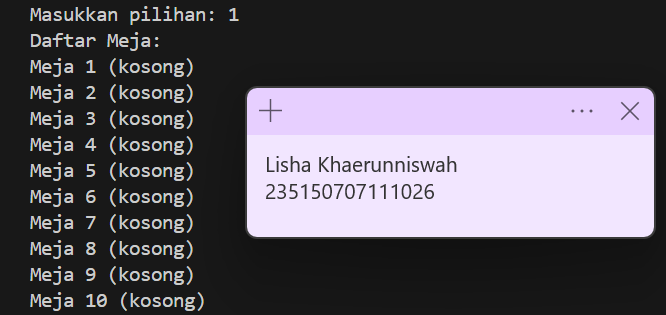 Masukkan pilihan: 1
Daftar Meja:
Meja 1 (kosong)
Meja 2 (kosong)
Meja 3 (kosong)
Meja 4 (kosong)
Meja 5 (kosong)
Meja 6 (kosong)
Meja 7 (kosong)
Meja 8 (kosong)
Meja 9 (kosong)
Meja 10 (kosong)
Lisha Khaerunniswah
235150707111026